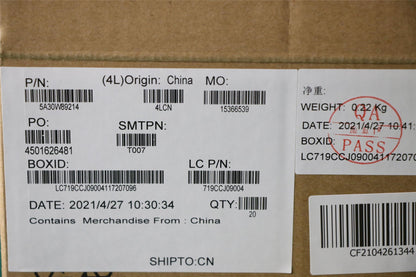 P/N: (4L)Origin: China MO:
5A30W89214 4LCN 15366539
PO: SMTPN:
4501626481 T007
BOXID: LC P/N:
LC719CCJ09004117207096 719CCJ09004
DATE: 2021/4/27 10:30:34 QTY:
20
Contains Merchandise From : China
SHIPTO:CN
净重:
WEIGHT: 0.22 Kg
DATE: 2021/4/27 10:41
BOXID:
LC719CCJ09004117207
QA
PASS
CF2104261344